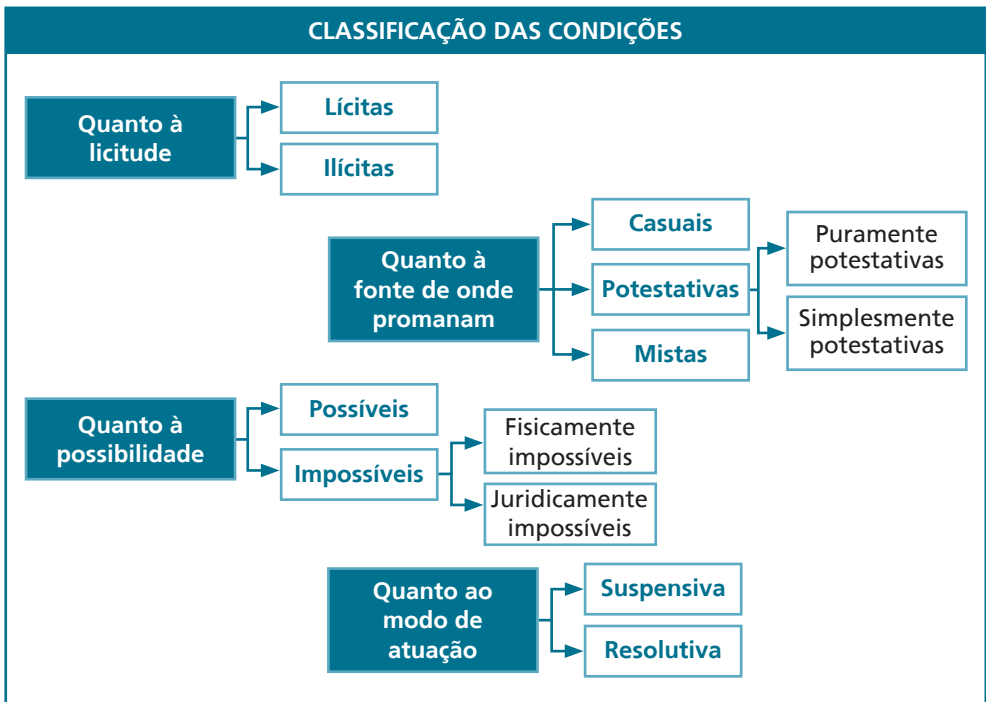 CLASSIFICAÇÃO DAS CONDIÇÕES
Quanto à
licitude
Lícitas
Ilícitas
Quanto à
fonte de onde
promanam
Casuais
Potestativas
Puramente
potestativas
Simplesmente
potestativas
Mistas
Quanto à
possibilidade
Possíveis
Impossíveis
Fisicamente
impossíveis
Juridicamente
impossíveis
Quanto ao
modo de
atuação
Suspensiva
Resolutiva